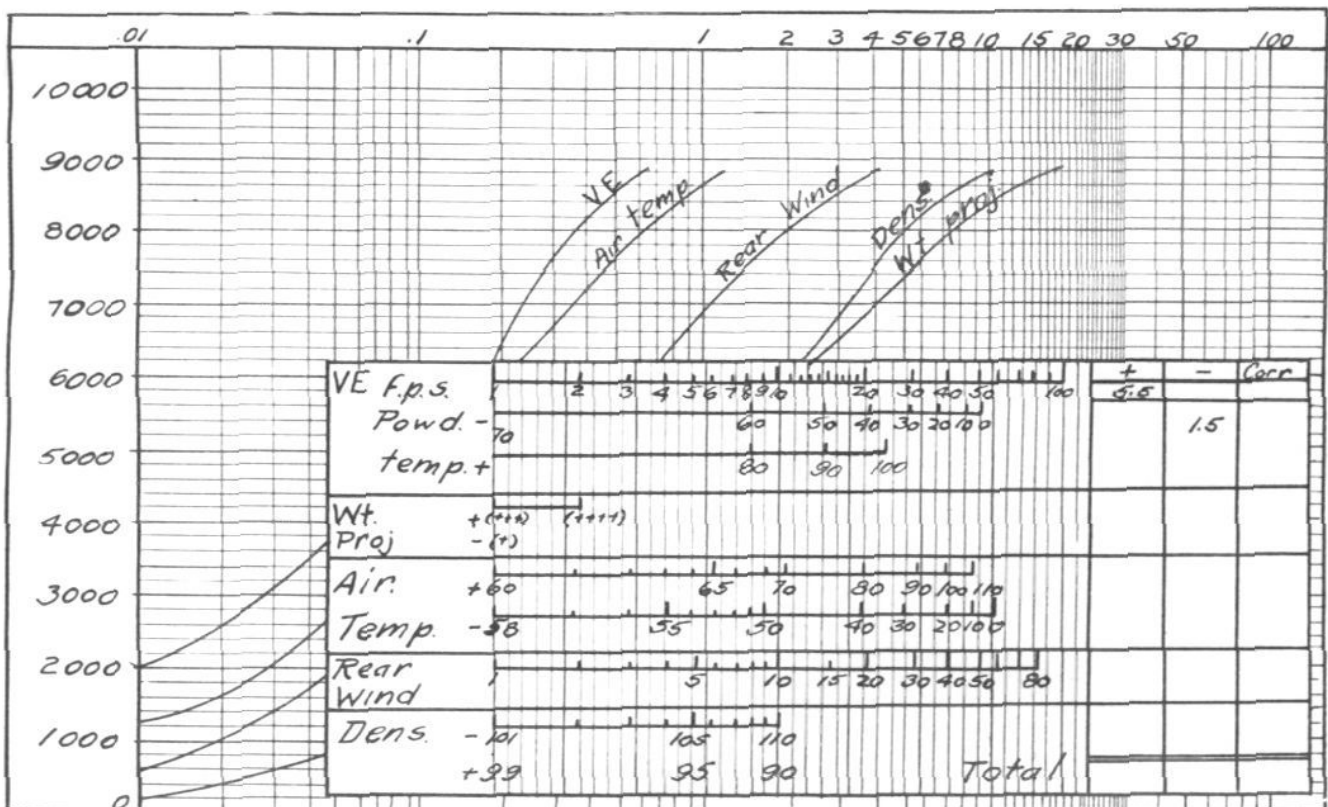 .01 .1 1 2 3 4 5 6 7 8 10 15 20 30 50 100
10000
9000
8000
7000
6000
5000
4000
3000
2000
1000
0
VE
Air temp
Rear Wind
Dens.
Wt proj.
VE f.p.s. 1 2 3 4 5 6 7 8 9 10 20 30 40 50 100
+ - Corr
5.5
Powd. - 70 60 50 40 30 20 10 0
1.5
temp. + 80 90 100
Wt. + (+++) (++++)
Proj - (+)
Air. +60 65 70 80 90 100 110
Temp. -58 55 50 40 30 20 10 0
Rear 1 5 10 15 20 30 40 50 80
Wind
Dens. -101 105 110
+99 95 90 Total